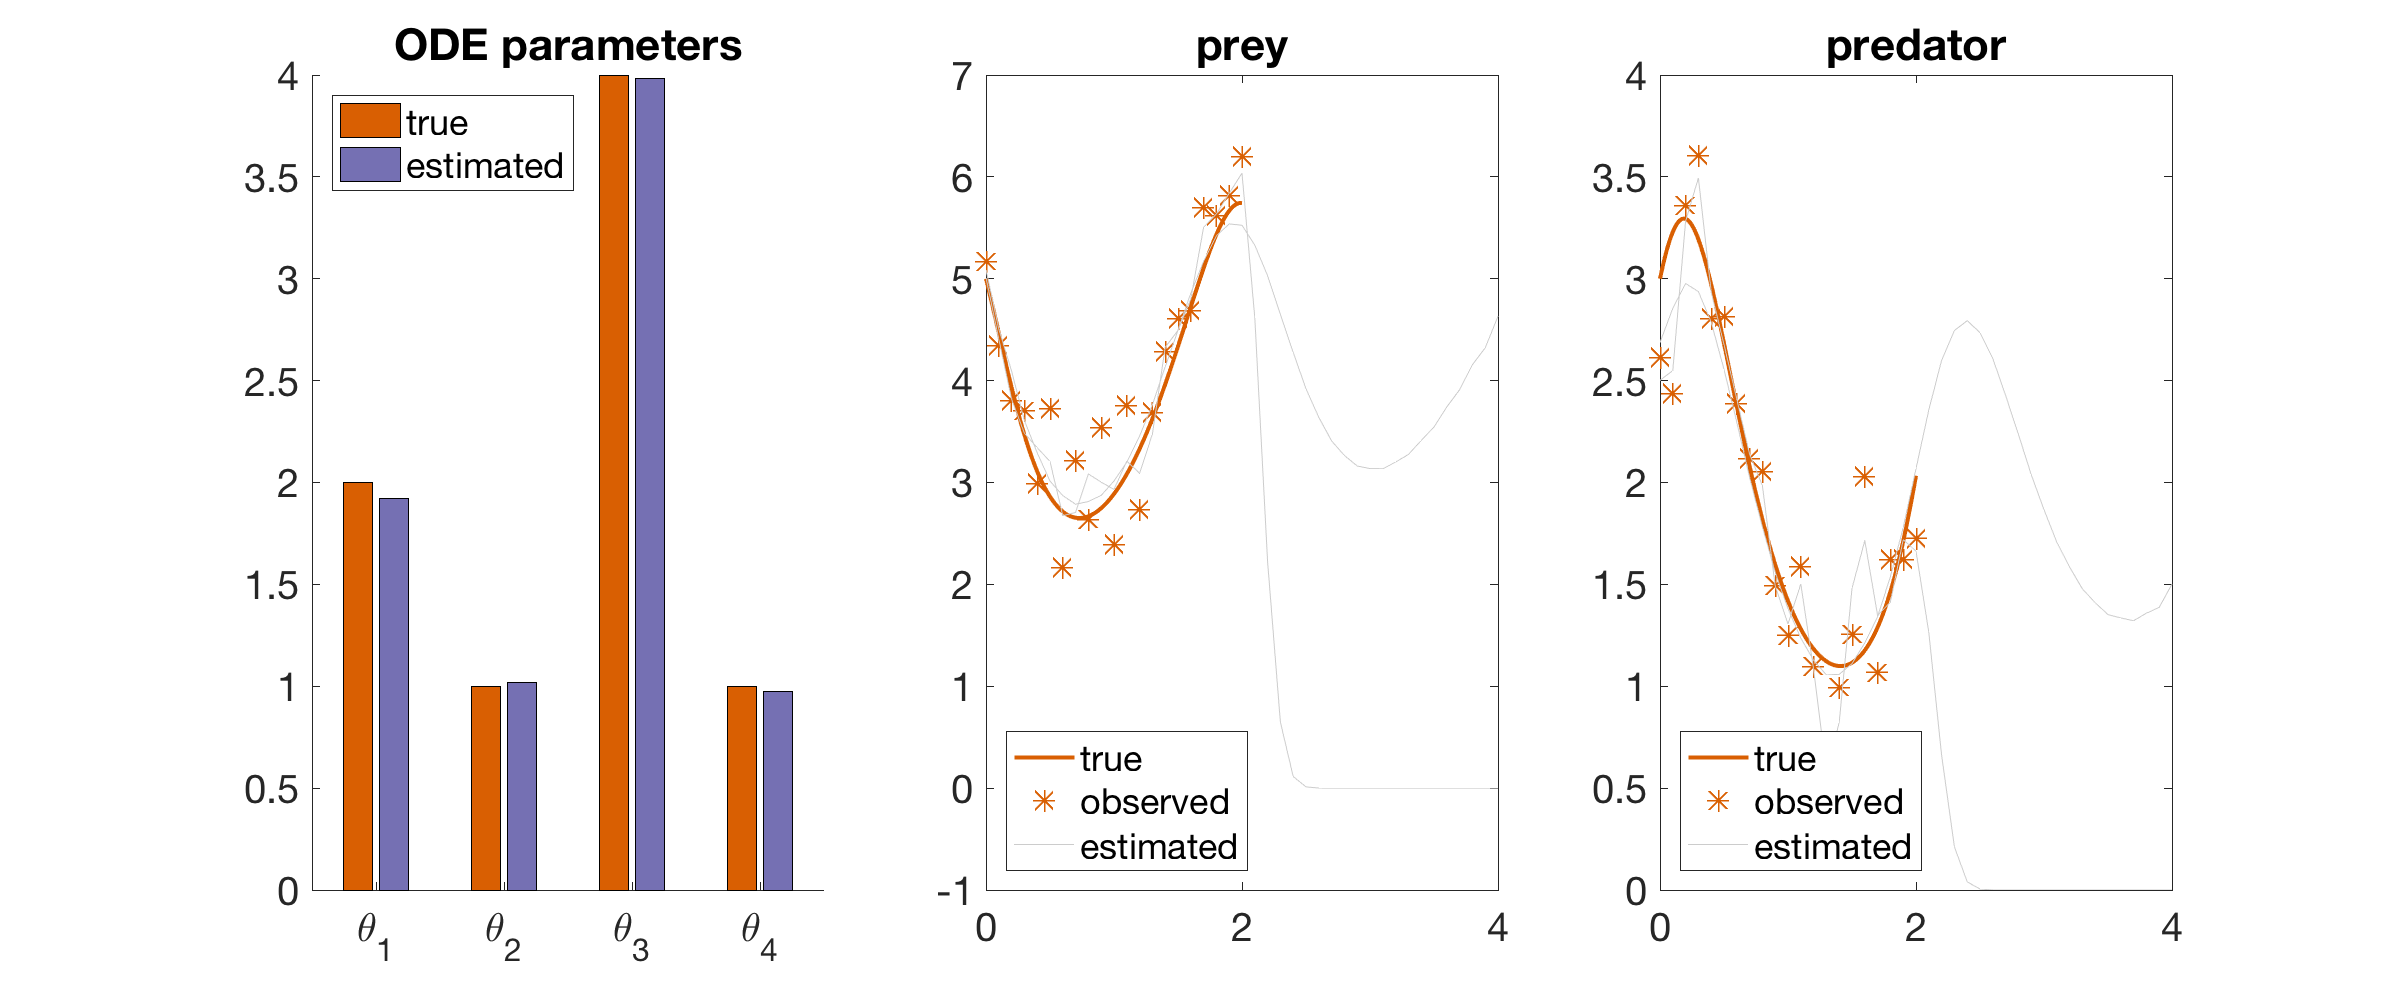 ODE parameters
4
3.5
3
2.5
2
1.5
1
0.5
0
true
estimated
θ1
θ2
θ3
θ4
prey
7
6
5
4
3
2
1
0
-1
true
observed
estimated
0
2
4
predator
4
3.5
3
2.5
2
1.5
1
0.5
0
true
observed
estimated
0
2
4